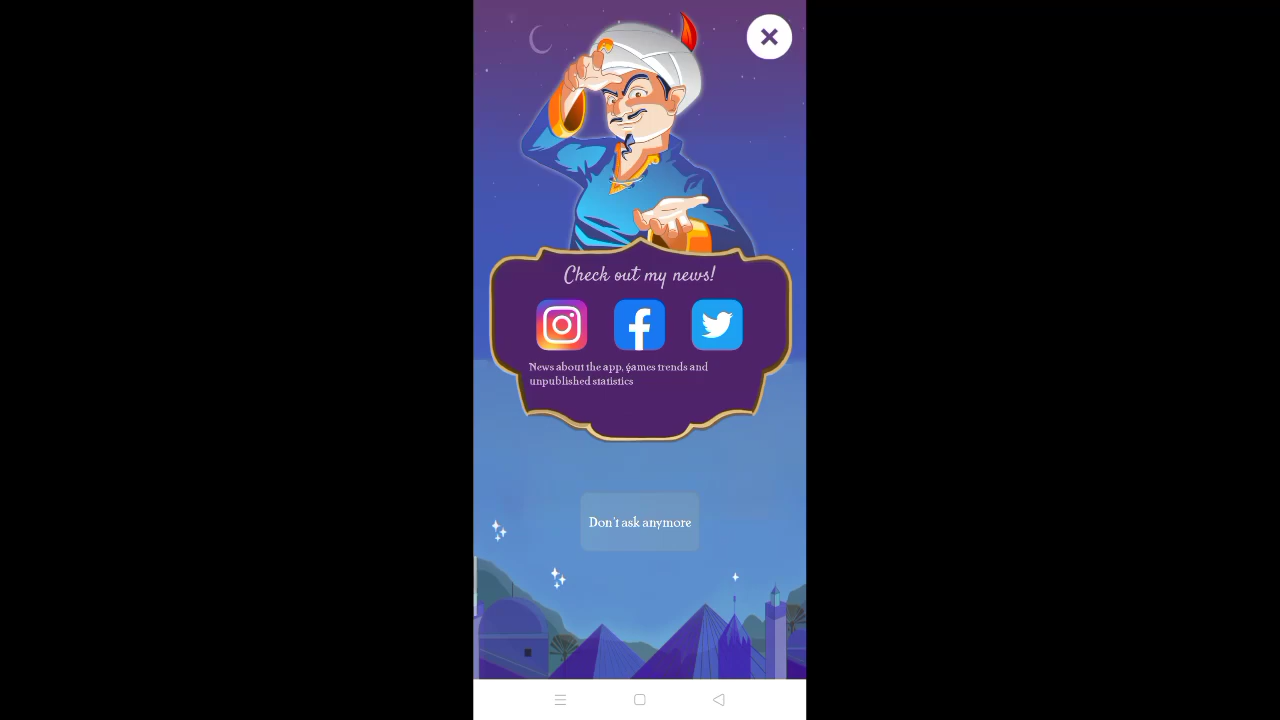 Check out my news!
News about the app, games trends and
unpublished statistics
Don't ask anymore